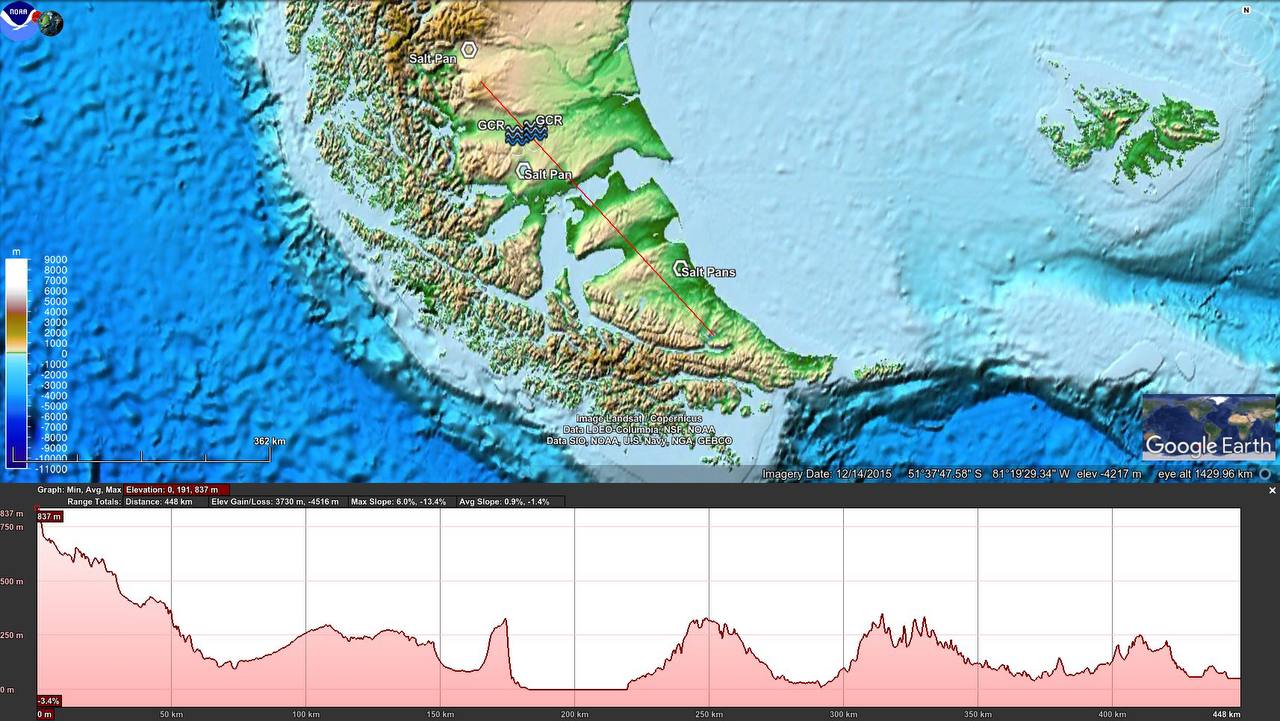 NOAA
N
Salt Pan
GCR GCR
Salt Pan
Salt Pans
m
9000
8000
7000
6000
5000
4000
3000
2000
1000
0
-1000
-2000
-3000
-4000
-5000
-6000
-7000
-8000
-9000
-10000
-11000
362 km
Image Landsat / Copernicus
Data LDEO-Columbia, NSF, NOAA
Data SIO, NOAA, U.S. Navy, NGA, GEBCO
Google Earth
Imagery Date: 12/14/2015 51°37'47.58" S 81°19'29.34" W elev -4217 m eye alt 1429.96 km
Graph: Min, Avg, Max Elevation: 0, 191, 837 m
Range Totals: Distance: 448 km Elev Gain/Loss: 3730 m, -4516 m Max Slope: 6.0%, -13.4% Avg Slope: 0.9%, -1.4%
837 m
837 m
750 m
500 m
250 m
0 m
-3.4%
0 m 50 km 100 km 150 km 200 km 250 km 300 km 350 km 400 km 448 km